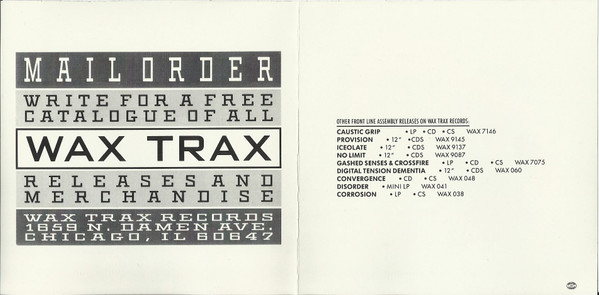 MAIL ORDER
WRITE FOR A FREE
CATALOGUE OF ALL
WAX TRAX
RELEASES AND
MERCHANDISE
WAX TRAX RECORDS
1659 N. DAMEN AVE.
CHICAGO, IL 60647
OTHER FRONT LINE ASSEMBLY RELEASES ON WAX TRAX RECORDS:
CAUSTIC GRIP • LP • CD • CS WAX 7146
PROVISION • 12" • CDS WAX 9145
ICEOLATE • 12" • CDS WAX 9137
NO LIMIT • 12" • CDS WAX 9087
GASHED SENSES & CROSSFIRE • LP • CD • CS WAX 7075
DIGITAL TENSION DEMENTIA • 12" • CDS WAX 060
CONVERGENCE • CD • CS WAX 048
DISORDER • MINI LP WAX 041
CORROSION • LP • CS WAX 038